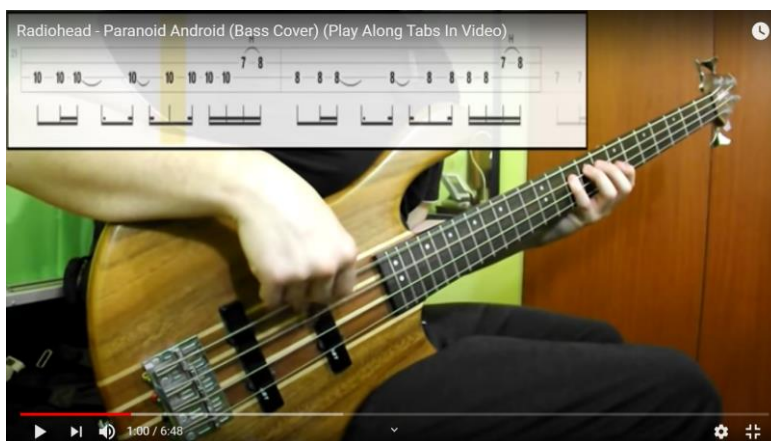 Radiohead - Paranoid Android (Bass Cover) (Play Along Tabs In Video)
H H
7 8 7 8
10 10 10 10 10 10 10 10 8 8 8 8 8 8 8 8 7 7
1:00 / 6:48